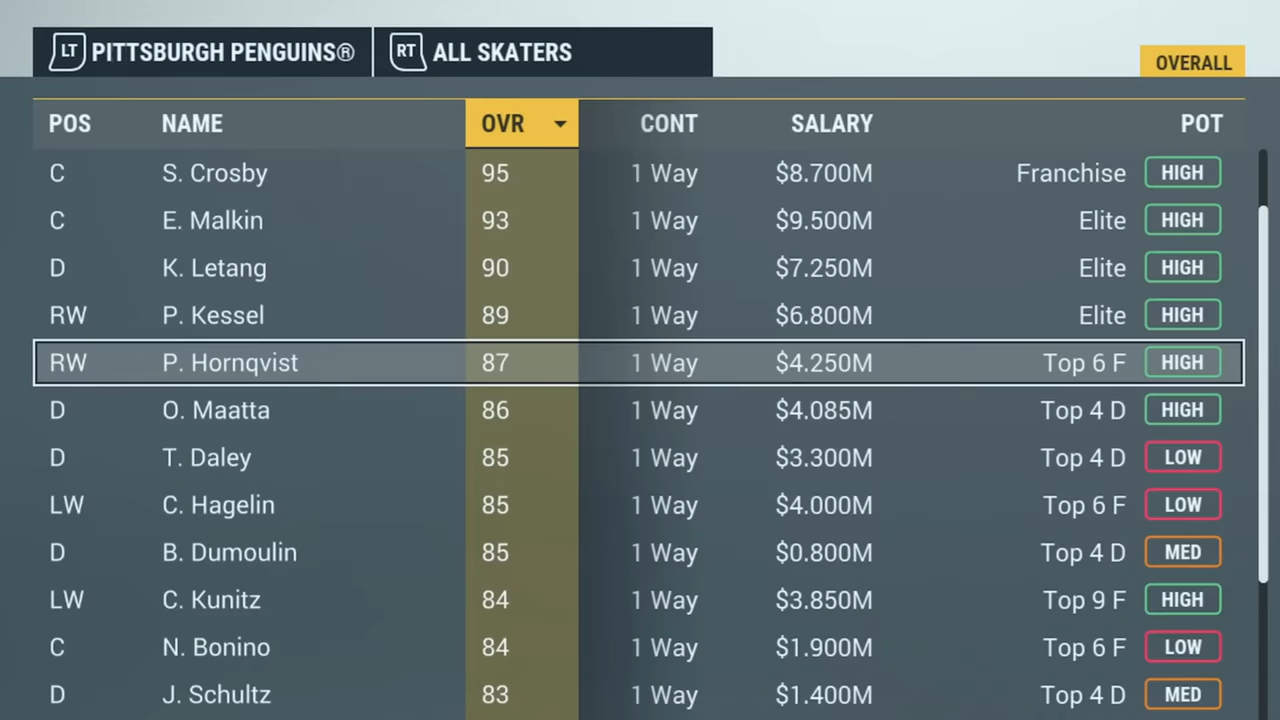 LT PITTSBURGH PENGUINS® RT ALL SKATERS
OVERALL
POS NAME OVR CONT SALARY POT
C S. Crosby 95 1 Way $8.700M Franchise HIGH
C E. Malkin 93 1 Way $9.500M Elite HIGH
D K. Letang 90 1 Way $7.250M Elite HIGH
RW P. Kessel 89 1 Way $6.800M Elite HIGH
RW P. Hornqvist 87 1 Way $4.250M Top 6 F HIGH
D O. Maatta 86 1 Way $4.085M Top 4 D HIGH
D T. Daley 85 1 Way $3.300M Top 4 D LOW
LW C. Hagelin 85 1 Way $4.000M Top 6 F LOW
D B. Dumoulin 85 1 Way $0.800M Top 4 D MED
LW C. Kunitz 84 1 Way $3.850M Top 9 F HIGH
C N. Bonino 84 1 Way $1.900M Top 6 F LOW
D J. Schultz 83 1 Way $1.400M Top 4 D MED